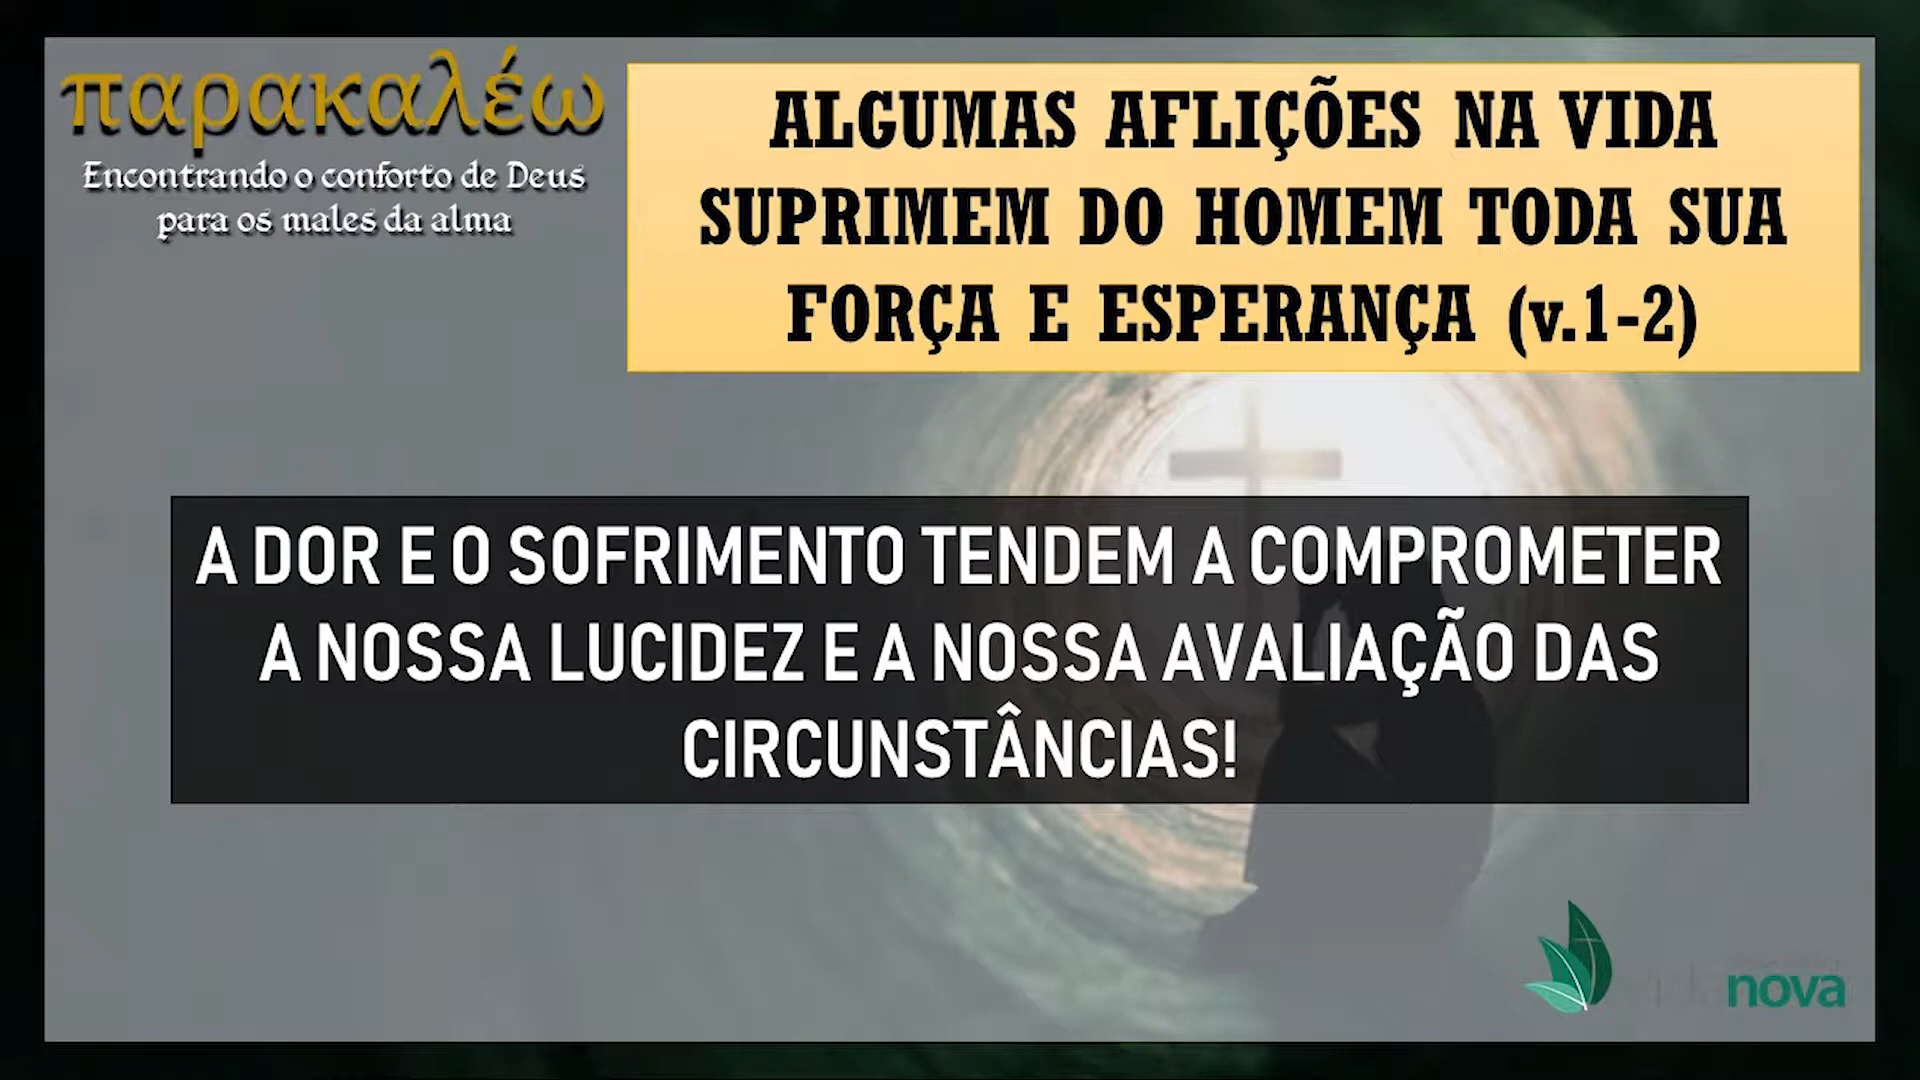 παρακαλέω
Encontrando o conforto de Deus
para os males da alma
ALGUMAS AFLIÇÕES NA VIDA
SUPRIMEM DO HOMEM TODA SUA
FORÇA E ESPERANÇA (v.1-2)
A DOR E O SOFRIMENTO TENDEM A COMPROMETER
A NOSSA LUCIDEZ E A NOSSA AVALIAÇÃO DAS
CIRCUNSTÂNCIAS!
nova